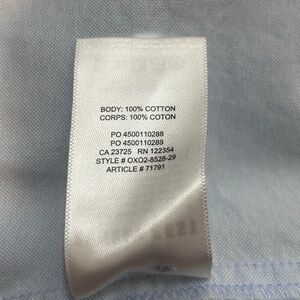 BODY: 100% COTTON
CORPS: 100% COTON
PO 4500110288
PO 4500110289
CA 23725 RN 122354
STYLE # OXO2-8528-29
ARTICLE # 71791